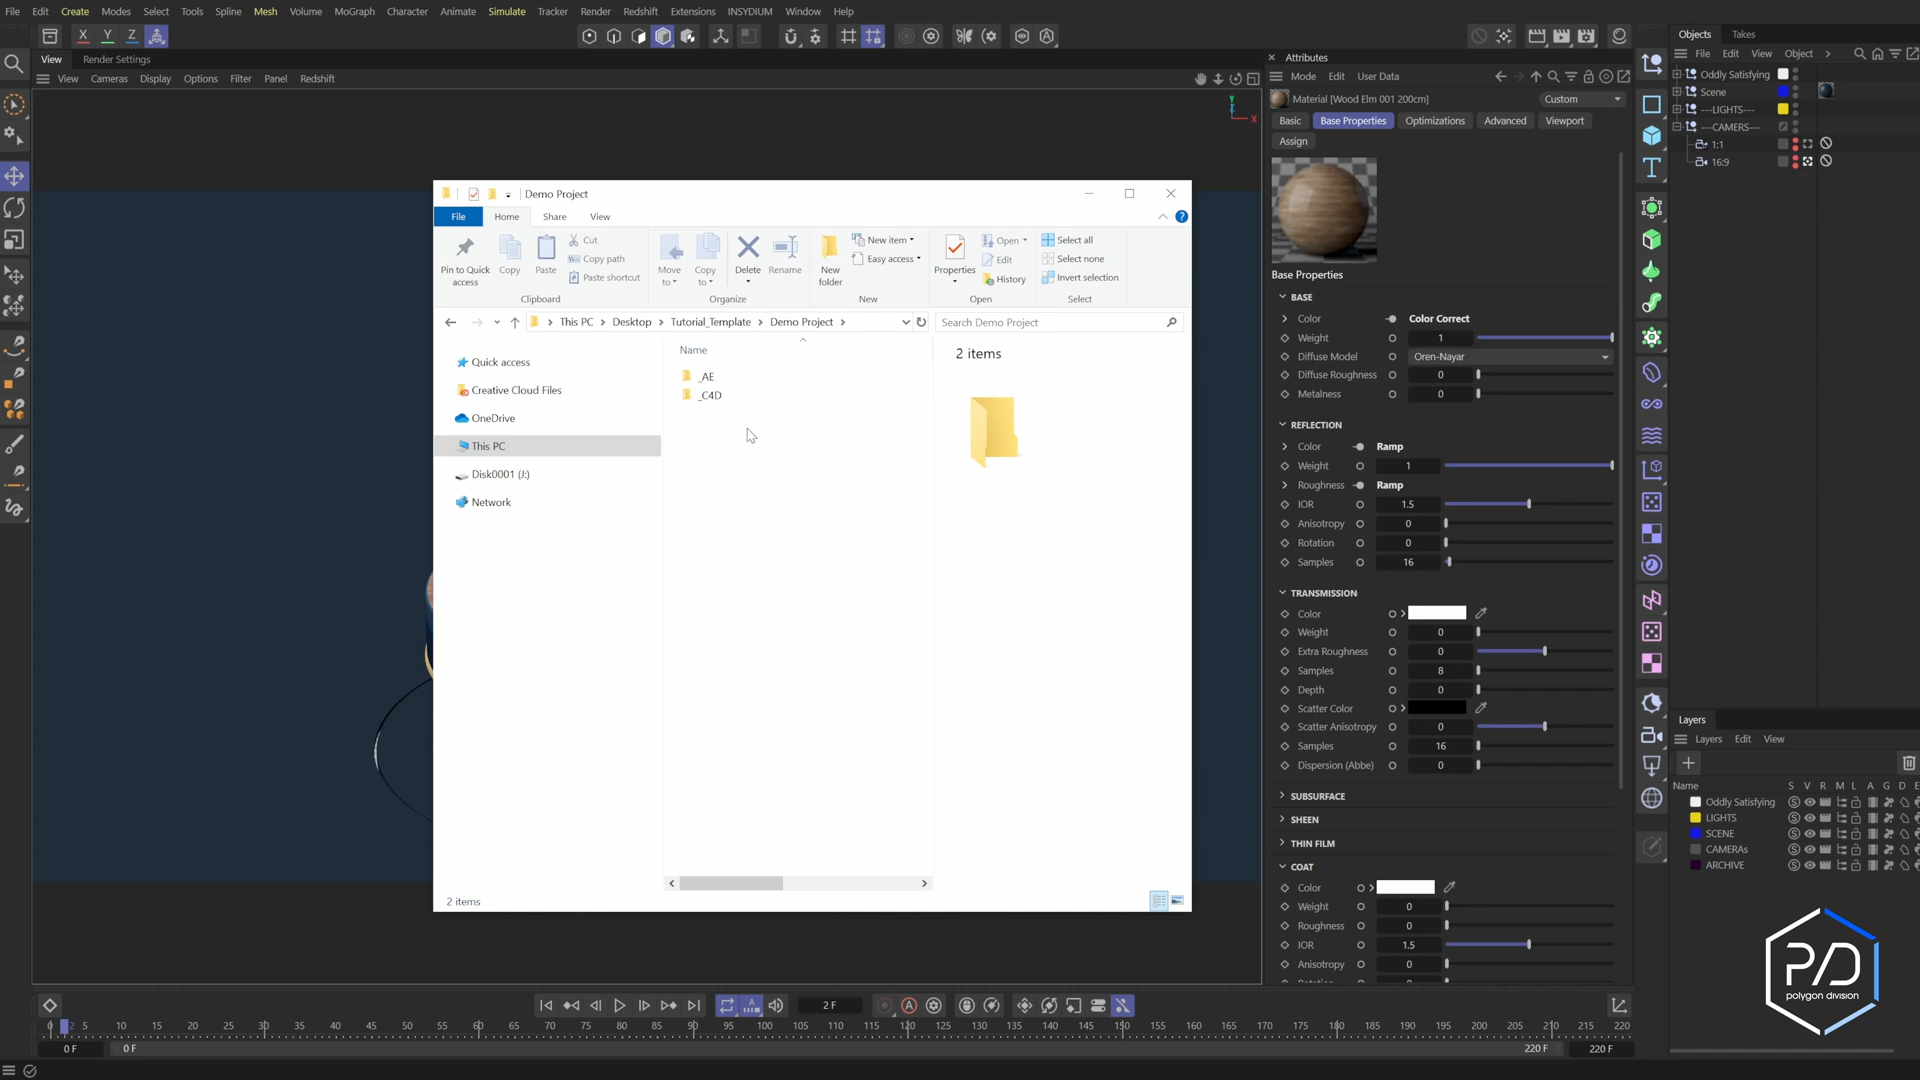 File Edit Create Modes Select Tools Spline Mesh Volume MoGraph Character Animate Simulate Tracker Render Redshift Extensions INSYDIUM Window Help
X Y Z
View Render Settings
View Cameras Display Options Filter Panel Redshift
Y
X
Demo Project
File Home Share View
Pin to Quick access
Copy
Paste
Cut
Copy path
Paste shortcut
Clipboard
Move to
Copy to
Delete
Rename
Organize
New folder
New item
Easy access
New
Properties
Open
Edit
History
Open
Select all
Select none
Invert selection
Select
This PC Desktop Tutorial_Template Demo Project
Search Demo Project
Quick access
Creative Cloud Files
OneDrive
This PC
Disk0001 (J:)
Network
Name
_AE
_C4D
2 items
2 items
Attributes
Mode Edit User Data
Material [Wood Elm 001 200cm]
Custom
Basic Base Properties Optimizations Advanced Viewport
Assign
Base Properties
BASE
Color Color Correct
Weight 1
Diffuse Model Oren-Nayar
Diffuse Roughness 0
Metalness 0
REFLECTION
Color Ramp
Weight 1
Roughness Ramp
IOR 1.5
Anisotropy 0
Rotation 0
Samples 16
TRANSMISSION
Color
Weight 0
Extra Roughness 0
Samples 8
Depth 0
Scatter Color
Scatter Anisotropy 0
Samples 16
Dispersion (Abbe) 0
SUBSURFACE
SHEEN
THIN FILM
COAT
Color
Weight 0
Roughness 0
IOR 1.5
Anisotropy 0
Objects Takes
File Edit View Object
Oddly Satisfying
Scene
---LIGHTS---
---CAMERS---
1:1
16:9
Layers
Layers Edit View
Name S V R M L A G D E
Oddly Satisfying
LIGHTS
SCENE
CAMERAs
ARCHIVE
P/D
polygon division
2 F
0 2 5 10 15 20 25 30 35 40 45 50 55 60 65 70 75 80 85 90 95 100 105 110 115 120 125 130 135 140 145 150 155 160 165 170 175 180 185 190 195 200 205 210 215 220
0 F 0 F 220 F 220 F